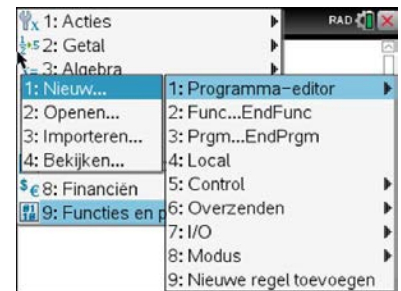 1: Acties
RAD
2: Getal
3: Algebra
1: Nieuw...
2: Openen...
3: Importeren...
4: Bekijken...
8: Financiën
9: Functies en p
1: Programma-editor
2: Func...EndFunc
3: Prgm...EndPrgm
4: Local
5: Control
6: Overzenden
7: I/O
8: Modus
9: Nieuwe regel toevoegen